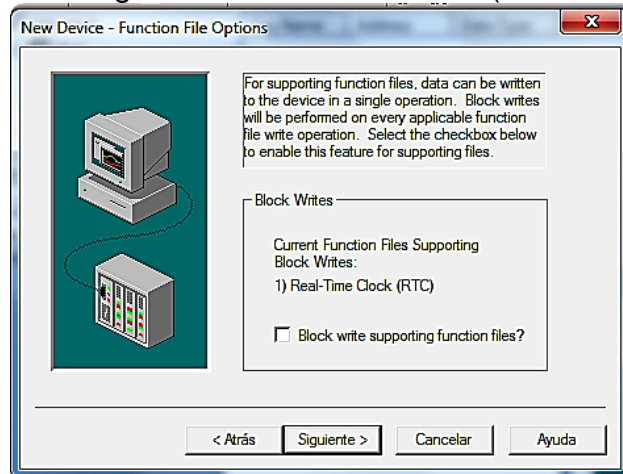 New Device - Function File Options
For supporting function files, data can be written
to the device in a single operation. Block writes
will be performed on every applicable function
file write operation. Select the checkbox below
to enable this feature for supporting files.
Block Writes
Current Function Files Supporting
Block Writes:
1) Real-Time Clock (RTC)
Block write supporting function files?
< Atrás
Siguiente >
Cancelar
Ayuda